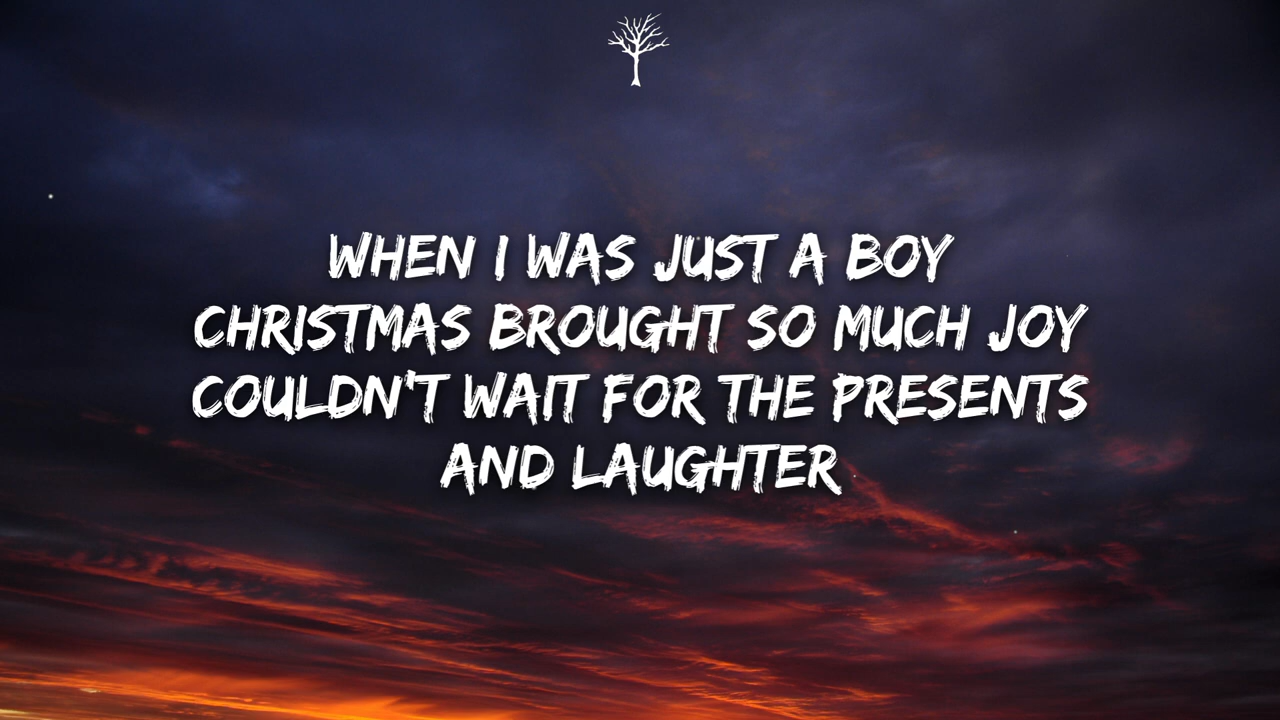 WHEN I WAS JUST A BOY
CHRISTMAS BROUGHT SO MUCH JOY
COULDN'T WAIT FOR THE PRESENTS
AND LAUGHTER